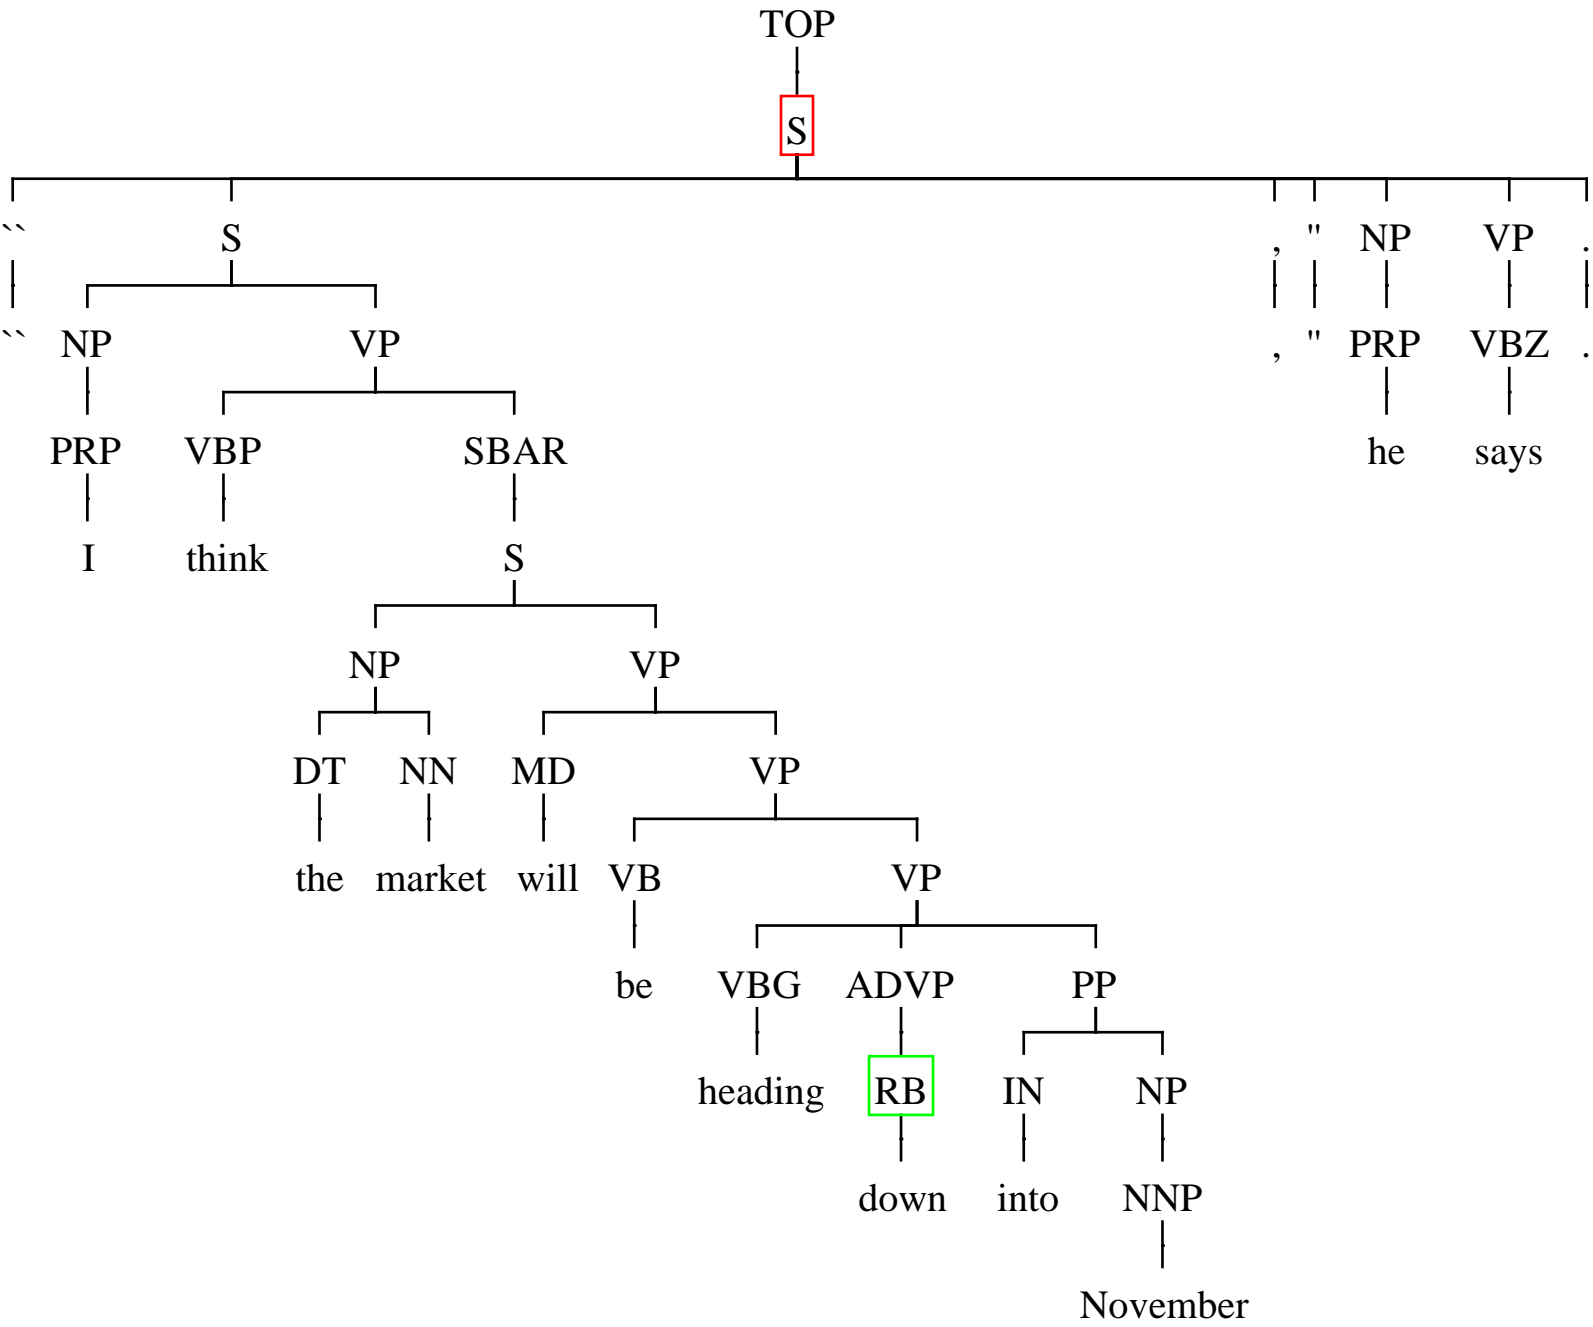 TOP
S
`` S , " NP VP .
`` NP VP , " PRP VBZ .
PRP VBP SBAR he says
I think S
NP VP
DT NN MD VP
the market will VB VP
be VBG ADVP PP
heading RB IN NP
down into NNP
November